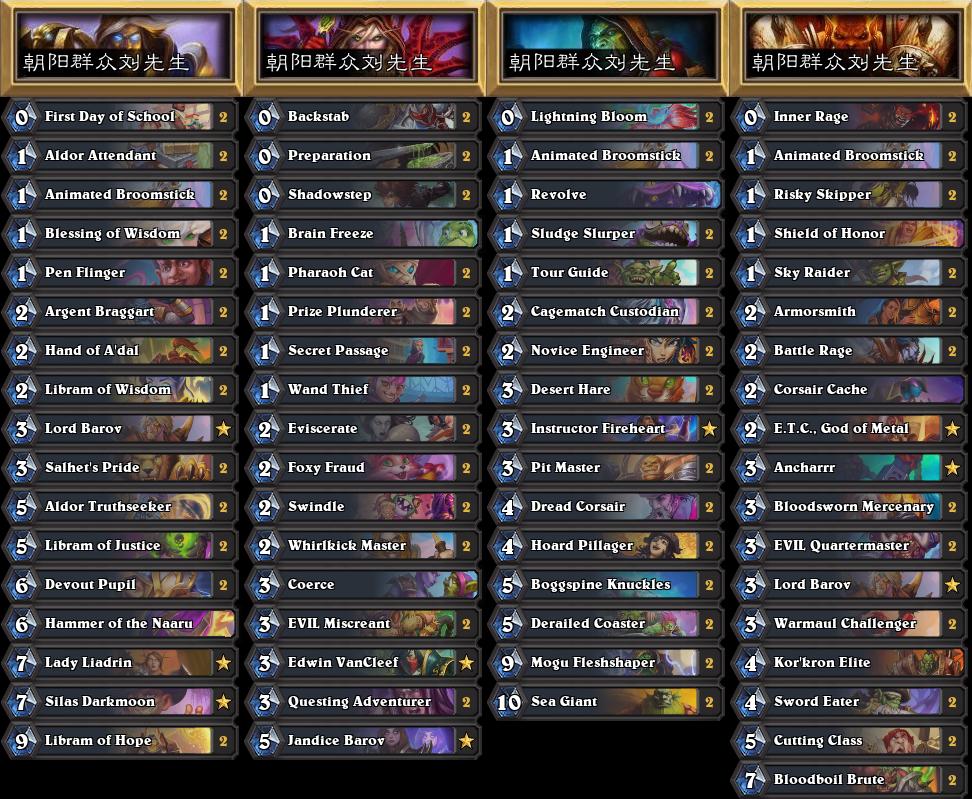 朝阳群众刘先生
0 First Day of School 2
1 Aldor Attendant 2
1 Animated Broomstick 2
1 Blessing of Wisdom 2
1 Pen Flinger 2
2 Argent Braggart 2
2 Hand of A'dal 2
2 Libram of Wisdom 2
3 Lord Barov
3 Salhet's Pride 2
5 Aldor Truthseeker 2
5 Libram of Justice 2
6 Devout Pupil 2
6 Hammer of the Naaru
7 Lady Liadrin
7 Silas Darkmoon
9 Libram of Hope 2
朝阳群众刘先生
0 Backstab 2
0 Preparation 2
0 Shadowstep 2
1 Brain Freeze
1 Pharaoh Cat 2
1 Prize Plunderer 2
1 Secret Passage 2
1 Wand Thief 2
2 Eviscerate 2
2 Foxy Fraud 2
2 Swindle 2
2 Whirlkick Master 2
3 Coerce
3 EVIL Miscreant 2
3 Edwin VanCleef
3 Questing Adventurer 2
5 Jandice Barov
朝阳群众刘先生
0 Lightning Bloom 2
1 Animated Broomstick 2
1 Revolve
1 Sludge Slurper 2
1 Tour Guide 2
2 Cagematch Custodian 2
2 Novice Engineer 2
3 Desert Hare 2
3 Instructor Fireheart
3 Pit Master 2
4 Dread Corsair 2
4 Hoard Pillager 2
5 Boggspine Knuckles 2
5 Derailed Coaster 2
9 Mogu Fleshshaper 2
10 Sea Giant 2
朝阳群众刘先生
0 Inner Rage 2
1 Animated Broomstick 2
1 Risky Skipper 2
1 Shield of Honor
1 Sky Raider 2
2 Armorsmith 2
2 Battle Rage 2
2 Corsair Cache
2 E.T.C., God of Metal
3 Ancharrr
3 Bloodsworn Mercenary 2
3 EVIL Quartermaster 2
3 Lord Barov
3 Warmaul Challenger 2
4 Kor'kron Elite
4 Sword Eater 2
5 Cutting Class 2
7 Bloodboil Brute 2